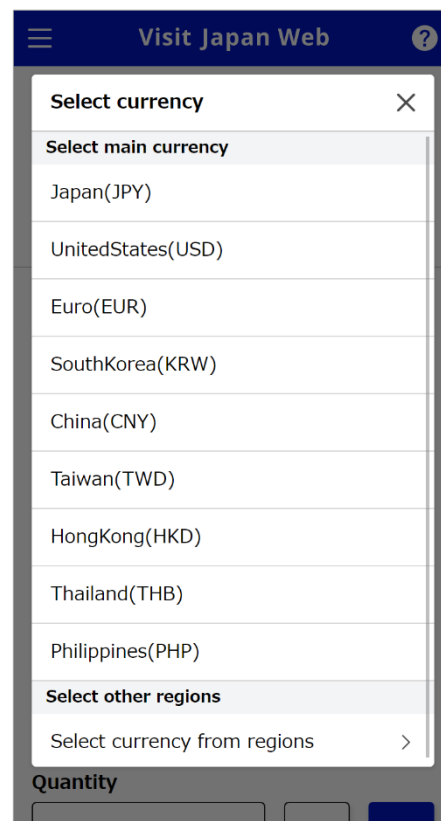 Visit Japan Web ?
Select currency
Select main currency
Japan(JPY)
UnitedStates(USD)
Euro(EUR)
SouthKorea(KRW)
China(CNY)
Taiwan(TWD)
HongKong(HKD)
Thailand(THB)
Philippines(PHP)
Select other regions
Select currency from regions
Quantity